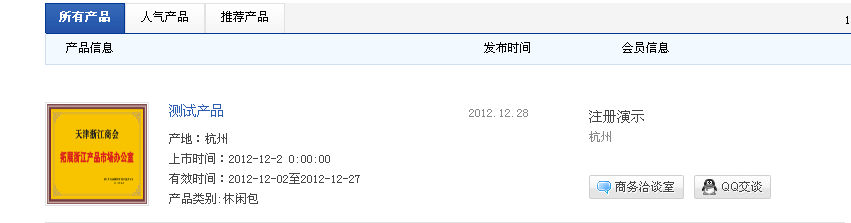 所有产品 人气产品 推荐产品 1
产品信息 发布时间 会员信息
天津浙江商会
拓展浙江产品市场办公室
测试产品
产地：杭州
上市时间：2012-12-2 0:00:00
有效时间：2012-12-02至2012-12-27
产品类别:休闲包
2012.12.28
注册演示
杭州
商务洽谈室 QQ交谈